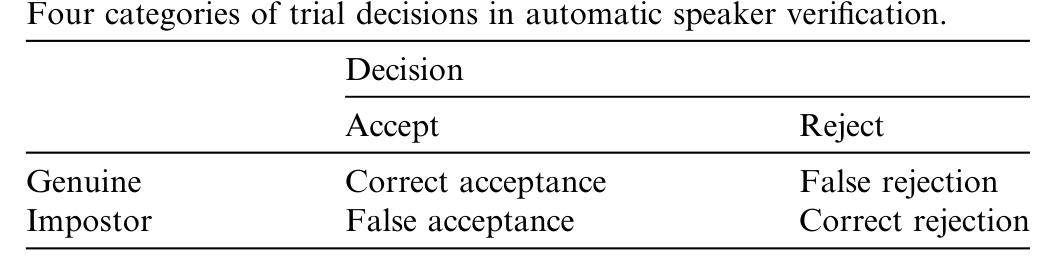 Four categories of trial decisions in automatic speaker verification.
Decision
Accept Reject
Genuine Correct acceptance False rejection
Impostor False acceptance Correct rejection